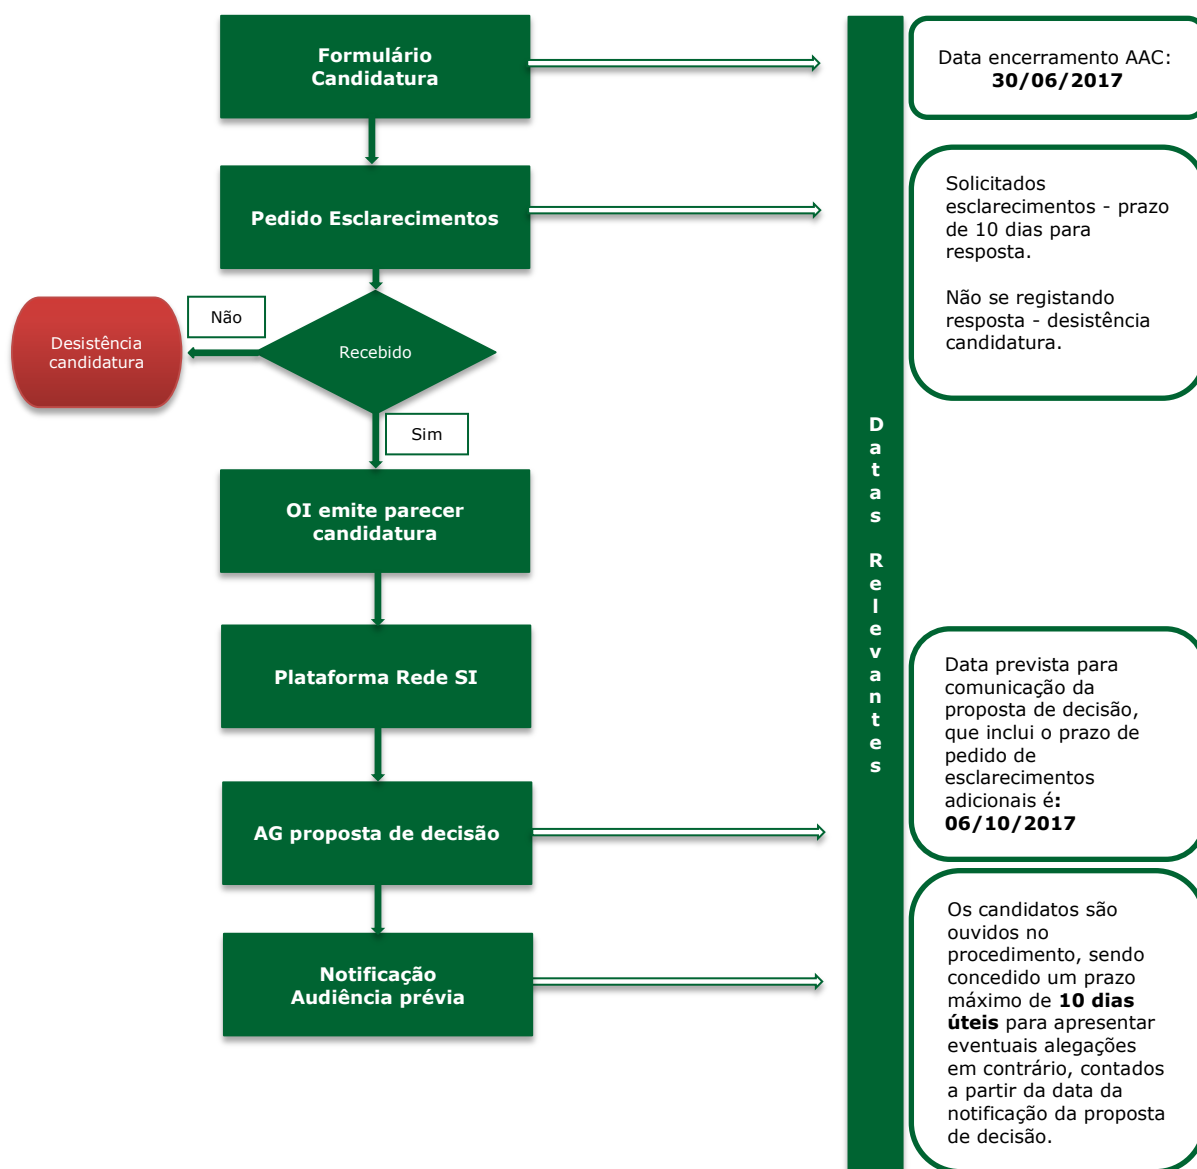 Formulário
Candidatura
Data encerramento AAC:
30/06/2017
Pedido Esclarecimentos
Solicitados
esclarecimentos - prazo
de 10 dias para
resposta.
Não se registando
resposta - desistência
candidatura.
Não
Desistência
candidatura
Recebido
Sim
OI emite parecer
candidatura
Plataforma Rede SI
AG proposta de decisão
Notificação
Audiência prévia
Datas Relevantes
Data prevista para
comunicação da
proposta de decisão,
que inclui o prazo de
pedido de
esclarecimentos
adicionais é:
06/10/2017
Os candidatos são
ouvidos no
procedimento, sendo
concedido um prazo
máximo de 10 dias
úteis para apresentar
eventuais alegações
em contrário, contados
a partir da data da
notificação da proposta
de decisão.